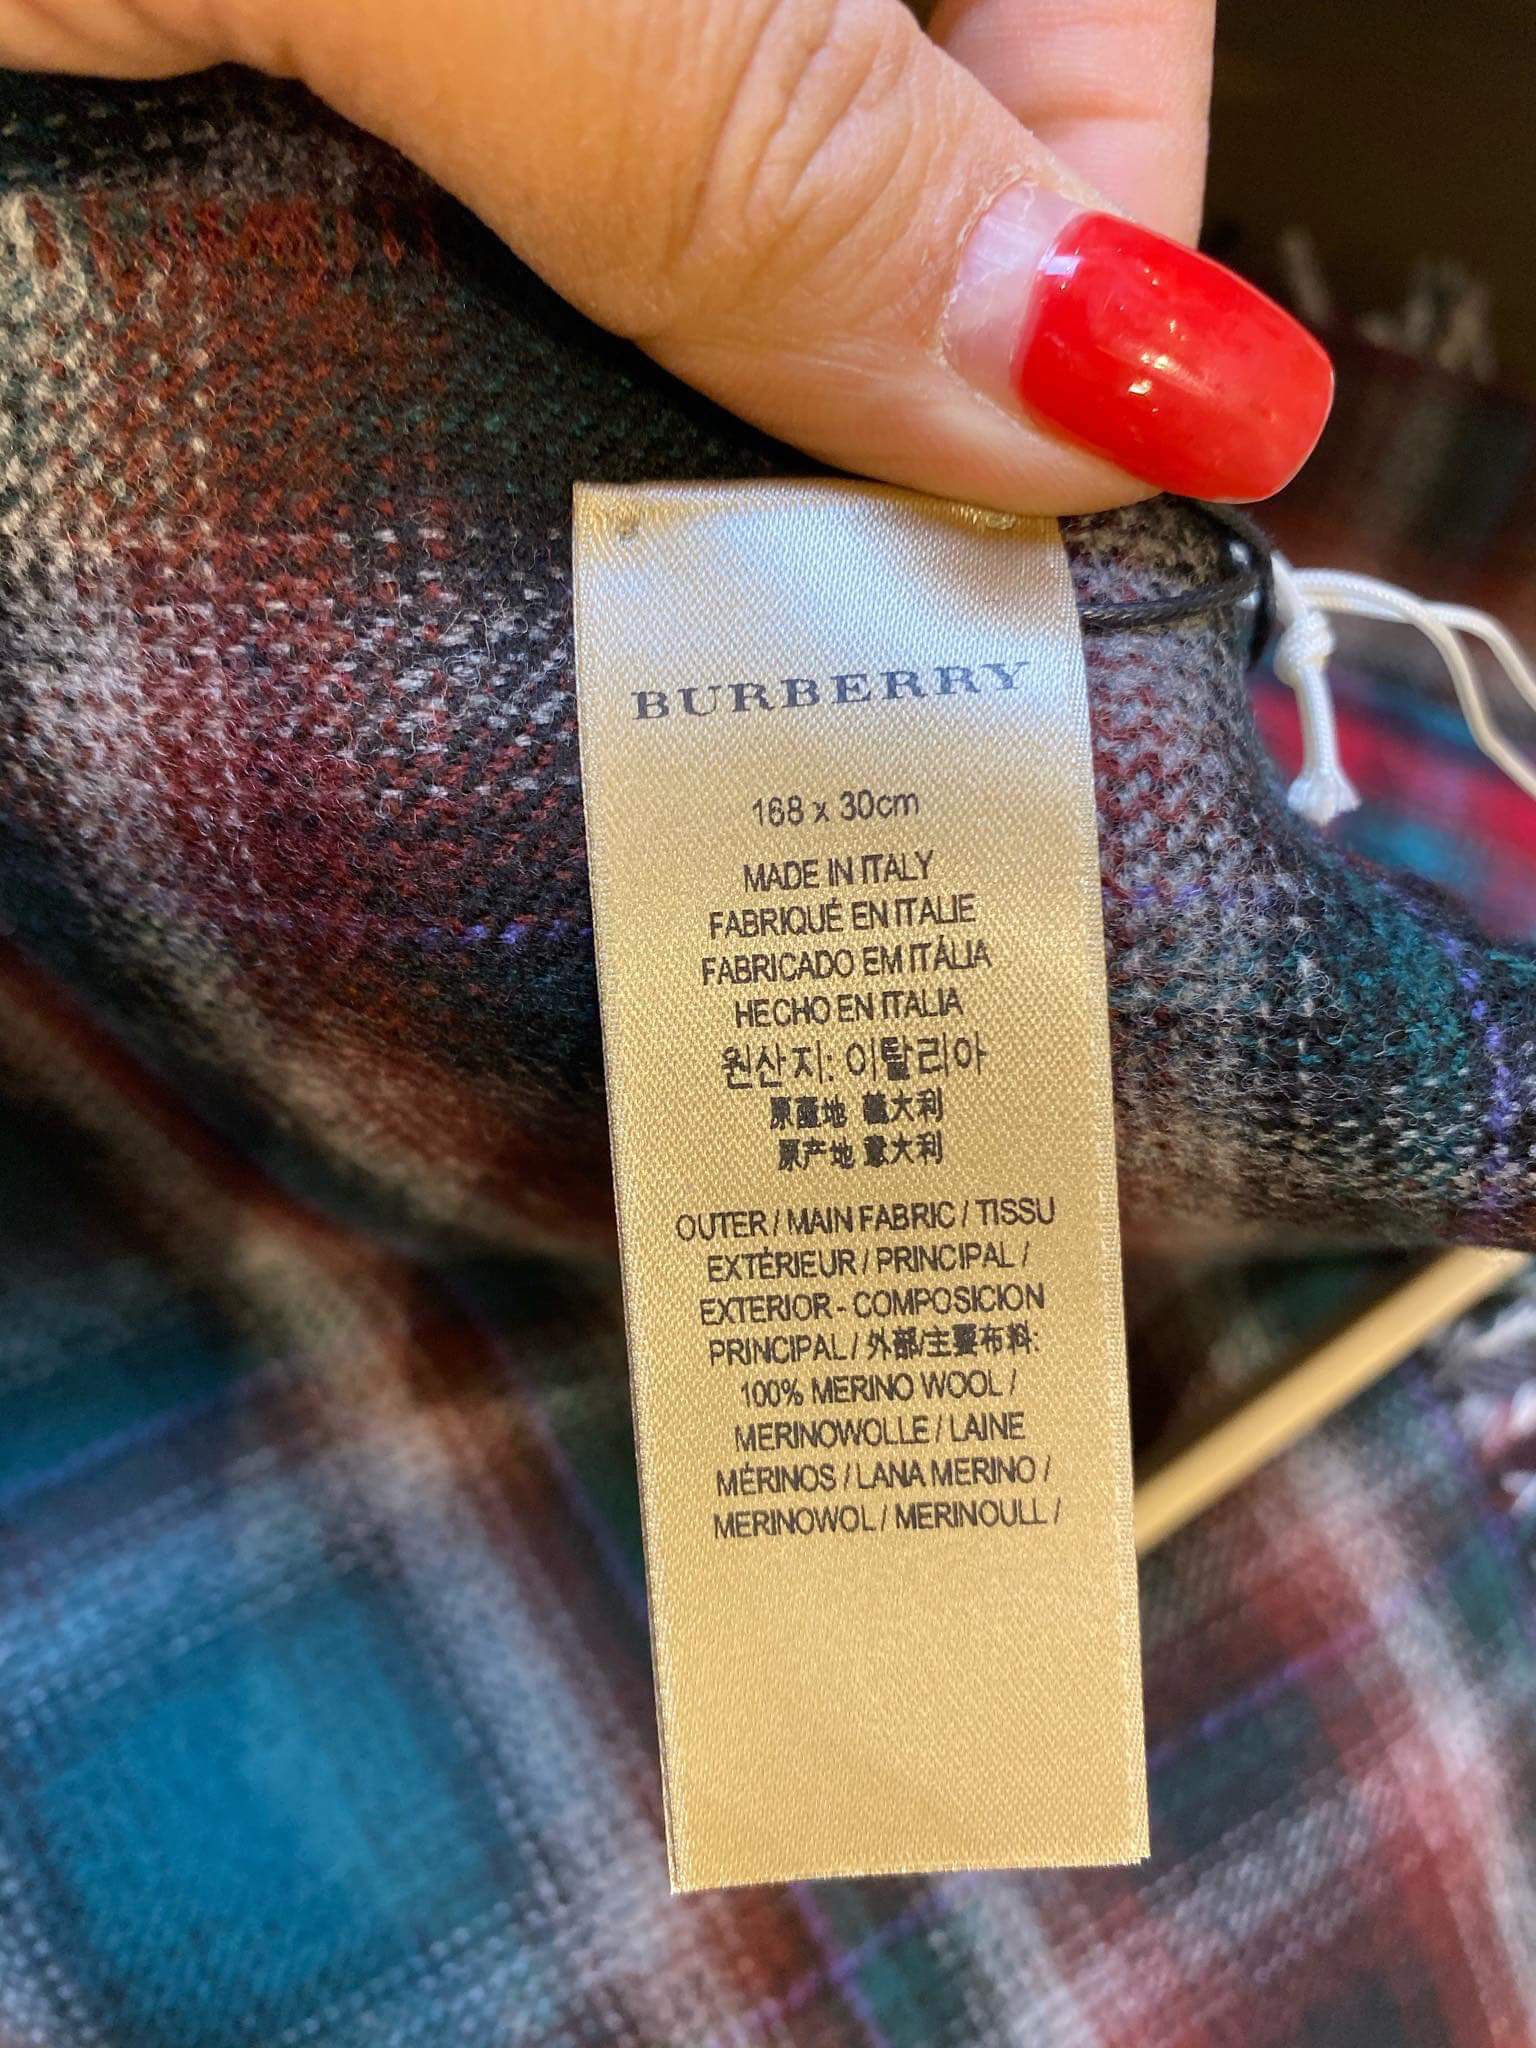 BURBERRY
168 x 30cm
MADE IN ITALY
FABRIQUÉ EN ITALIE
FABRICADO EM ITÁLIA
HECHO EN ITALIA
원산지: 이탈리아
原產地 義大利
原产地 意大利
OUTER / MAIN FABRIC / TISSU
EXTÉRIEUR / PRINCIPAL /
EXTERIOR - COMPOSICION
PRINCIPAL / 外部/主要布料:
100% MERINO WOOL /
MERINOWOLLE / LAINE
MÉRINOS / LANA MERINO /
MERINOWOL / MERINOULL /